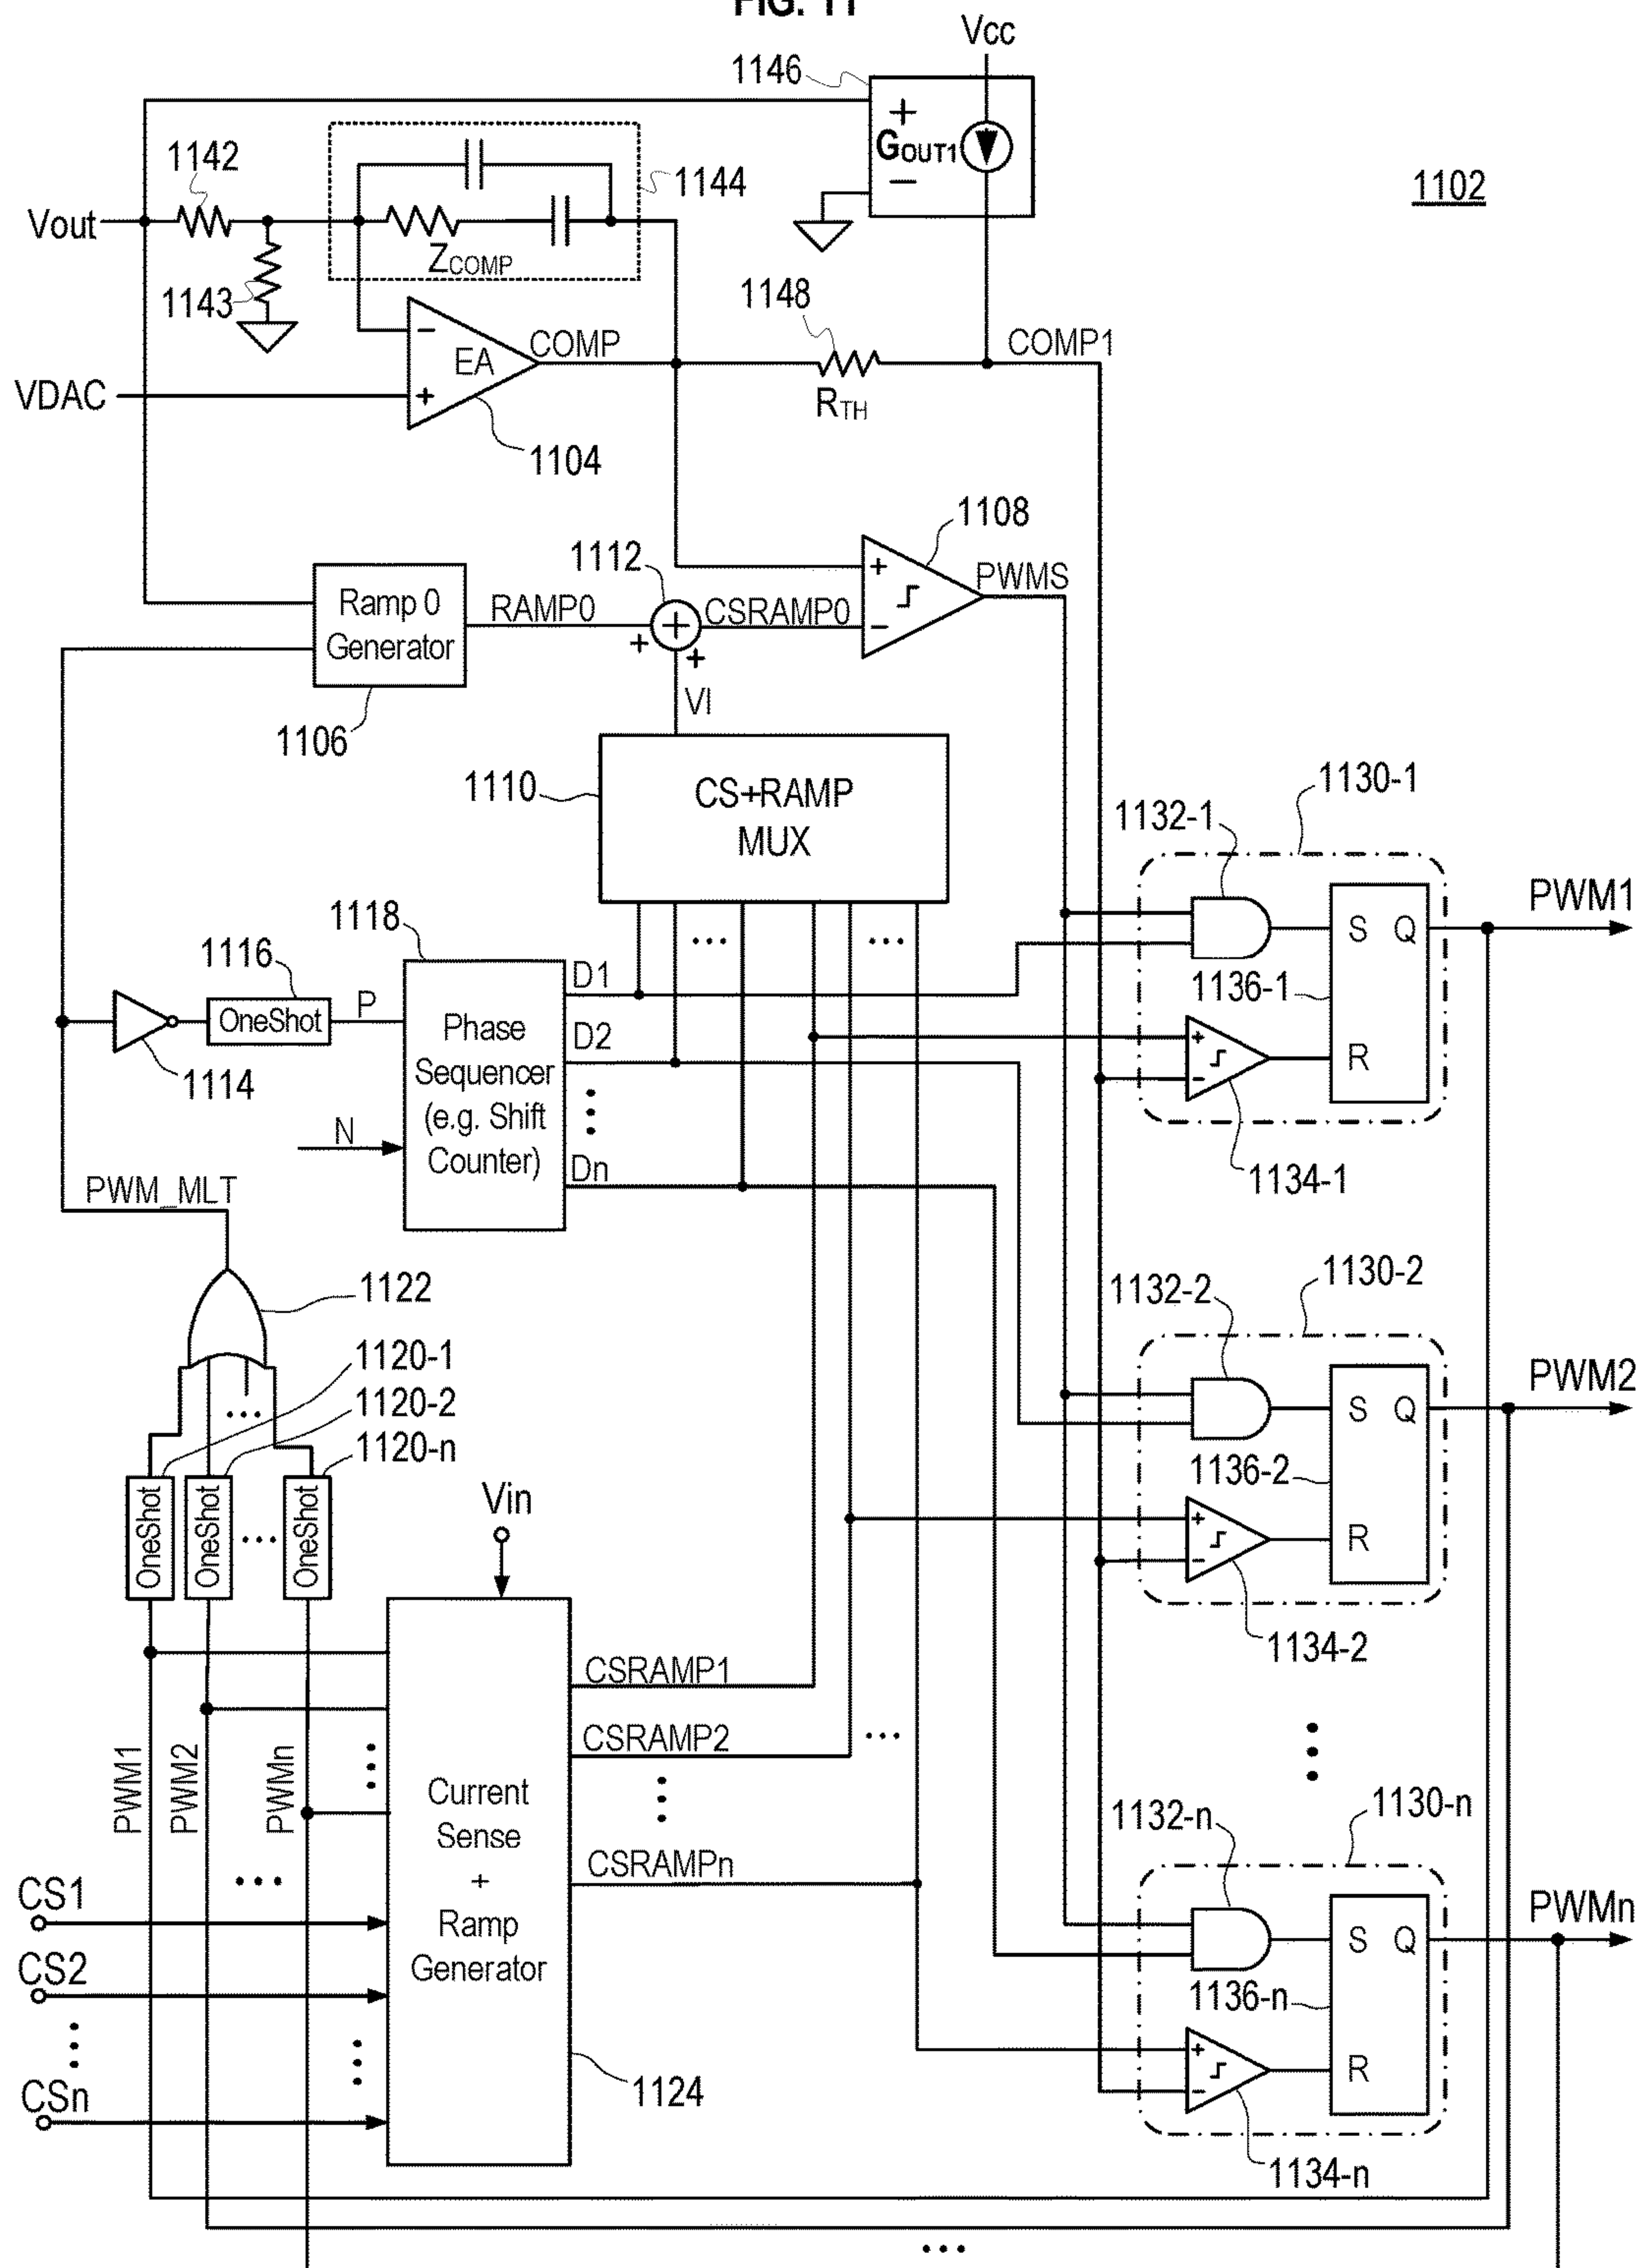 FIG. 11
Vcc
1146
+
GOUT1
−
1102
1142
1144
Vout
ZCOMP
1143
1148
COMP
COMP1
−
EA
+
RTH
VDAC
1104
1108
1112
+
PWMS
−
Ramp 0
Generator
RAMP0
+
CSRAMP0
+
+
VI
1106
1110
CS+RAMP
MUX
1130-1
1132-1
PWM1
1118
...
...
S Q
1116
D1
1136-1
OneShot
P
Phase
Sequencer
(e.g. Shift
Counter)
D2
+
−
R
1114
N
Dn
1134-1
PWM_MLT
1122
1130-2
1132-2
1120-1
PWM2
1120-2
...
S Q
1120-n
1136-2
OneShot
OneShot
...
OneShot
Vin
+
−
R
1134-2
CSRAMP1
CSRAMP2
...
PWM1
PWM2
PWMn
Current
Sense
+
Ramp
Generator
1130-n
1132-n
CSRAMPn
...
CS1
PWMn
S Q
CS2
1136-n
+
−
R
CSn
1124
1134-n
...